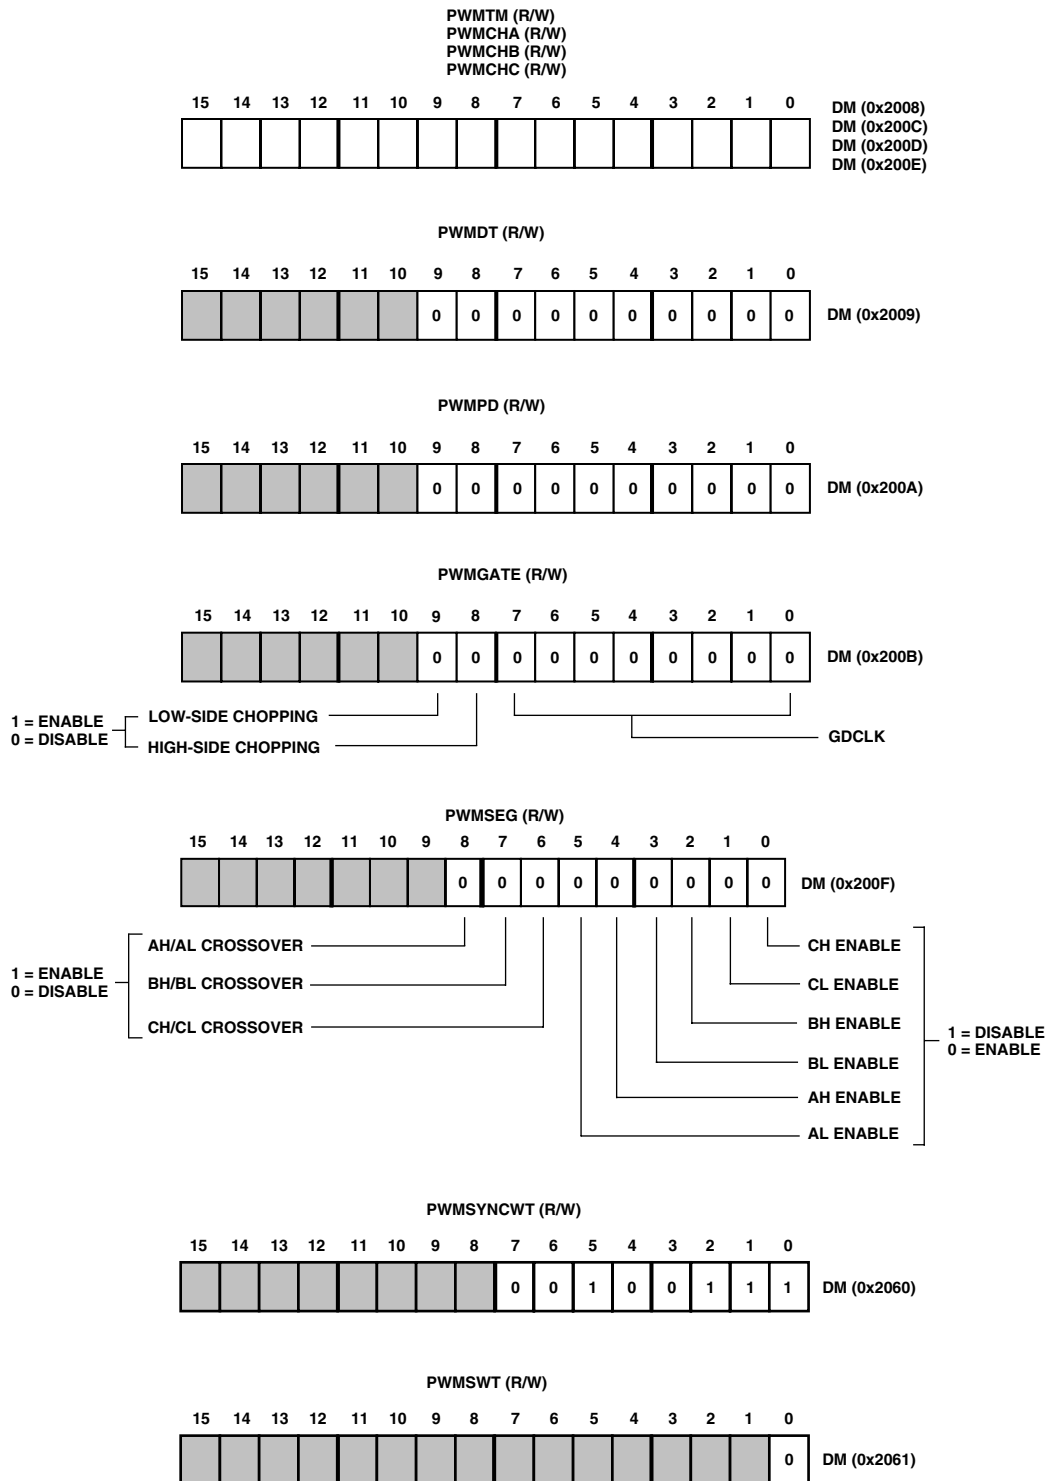 PWMTM (R/W)
PWMCHA (R/W)
PWMCHB (R/W)
PWMCHC (R/W)
15 14 13 12 11 10 9 8 7 6 5 4 3 2 1 0
DM (0x2008)
DM (0x200C)
DM (0x200D)
DM (0x200E)
PWMDT (R/W)
15 14 13 12 11 10 9 8 7 6 5 4 3 2 1 0
0 0 0 0 0 0 0 0 0 0 DM (0x2009)
PWMPD (R/W)
15 14 13 12 11 10 9 8 7 6 5 4 3 2 1 0
0 0 0 0 0 0 0 0 0 0 DM (0x200A)
PWMGATE (R/W)
15 14 13 12 11 10 9 8 7 6 5 4 3 2 1 0
0 0 0 0 0 0 0 0 0 0 DM (0x200B)
1 = ENABLE
0 = DISABLE
LOW-SIDE CHOPPING
HIGH-SIDE CHOPPING
GDCLK
PWMSEG (R/W)
15 14 13 12 11 10 9 8 7 6 5 4 3 2 1 0
0 0 0 0 0 0 0 0 0 DM (0x200F)
1 = ENABLE
0 = DISABLE
AH/AL CROSSOVER
BH/BL CROSSOVER
CH/CL CROSSOVER
CH ENABLE
CL ENABLE
BH ENABLE
BL ENABLE
AH ENABLE
AL ENABLE
1 = DISABLE
0 = ENABLE
PWMSYNCWT (R/W)
15 14 13 12 11 10 9 8 7 6 5 4 3 2 1 0
0 0 1 0 0 1 1 1 DM (0x2060)
PWMSWT (R/W)
15 14 13 12 11 10 9 8 7 6 5 4 3 2 1 0
0 DM (0x2061)